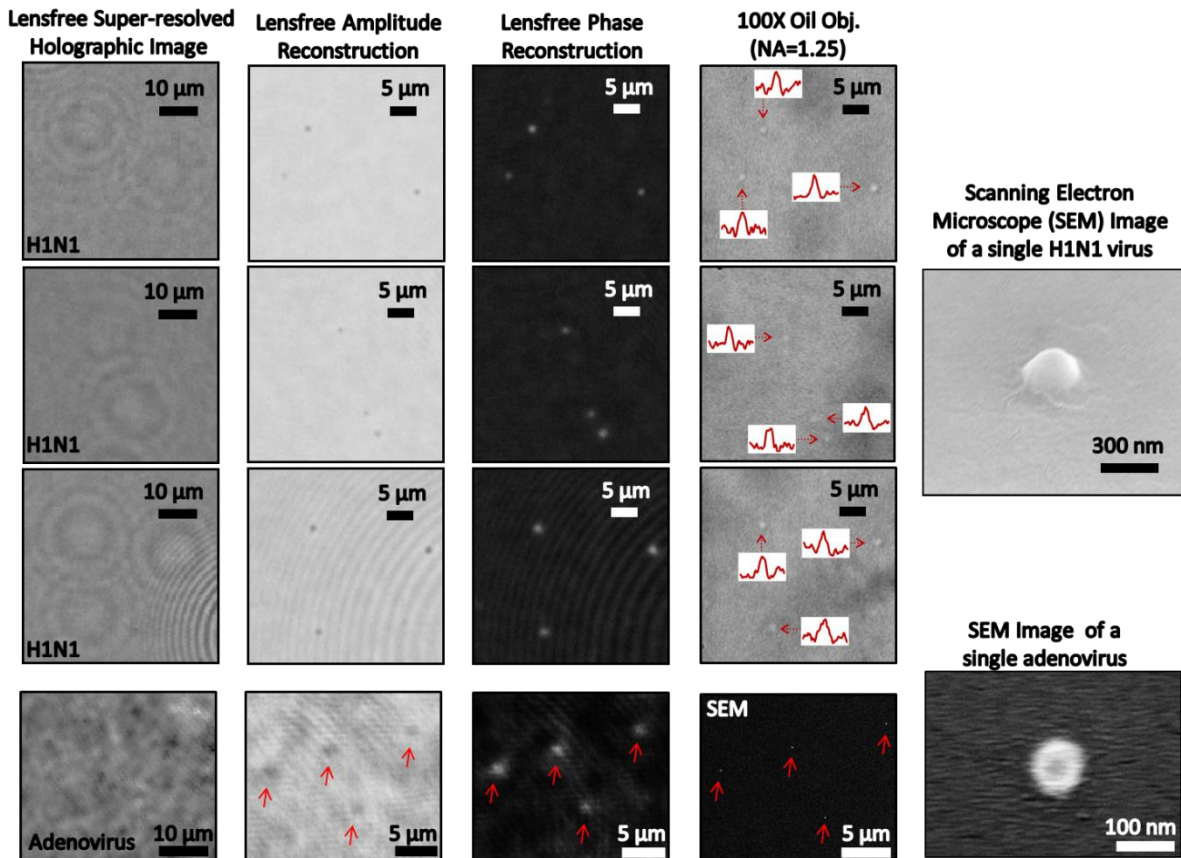 Lensfree Super-resolved
Holographic Image
Lensfree Amplitude
Reconstruction
Lensfree Phase
Reconstruction
100X Oil Obj.
(NA=1.25)
10 µm
5 µm
5 µm
5 µm
H1N1
10 µm
5 µm
5 µm
5 µm
H1N1
10 µm
5 µm
5 µm
5 µm
H1N1
Scanning Electron
Microscope (SEM) Image
of a single H1N1 virus
300 nm
SEM
Adenovirus
10 µm
5 µm
5 µm
5 µm
SEM Image of a
single adenovirus
100 nm